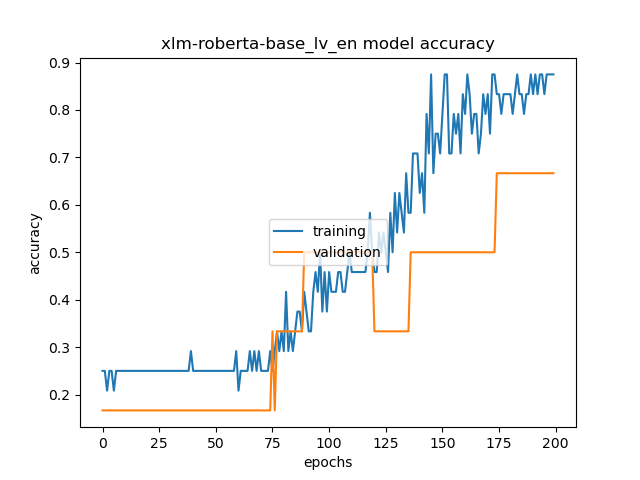 xlm-roberta-base_lv_en model accuracy
0.9
0.8
0.7
0.6
0.5
0.4
0.3
0.2
accuracy
training
validation
0 25 50 75 100 125 150 175 200
epochs